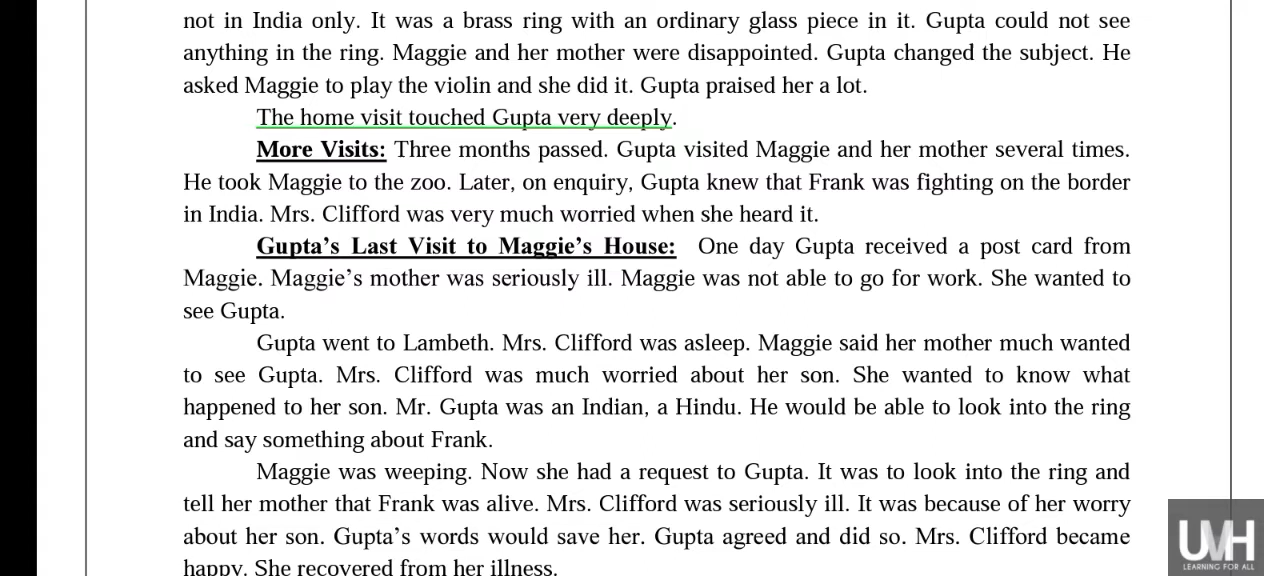 not in India only. It was a brass ring with an ordinary glass piece in it. Gupta could not see
anything in the ring. Maggie and her mother were disappointed. Gupta changed the subject. He
asked Maggie to play the violin and she did it. Gupta praised her a lot.
The home visit touched Gupta very deeply.
More Visits: Three months passed. Gupta visited Maggie and her mother several times.
He took Maggie to the zoo. Later, on enquiry, Gupta knew that Frank was fighting on the border
in India. Mrs. Clifford was very much worried when she heard it.
Gupta’s Last Visit to Maggie’s House: One day Gupta received a post card from
Maggie. Maggie’s mother was seriously ill. Maggie was not able to go for work. She wanted to
see Gupta.
Gupta went to Lambeth. Mrs. Clifford was asleep. Maggie said her mother much wanted
to see Gupta. Mrs. Clifford was much worried about her son. She wanted to know what
happened to her son. Mr. Gupta was an Indian, a Hindu. He would be able to look into the ring
and say something about Frank.
Maggie was weeping. Now she had a request to Gupta. It was to look into the ring and
tell her mother that Frank was alive. Mrs. Clifford was seriously ill. It was because of her worry
about her son. Gupta’s words would save her. Gupta agreed and did so. Mrs. Clifford became
happy. She recovered from her illness.
UVH
LEARNING FOR ALL